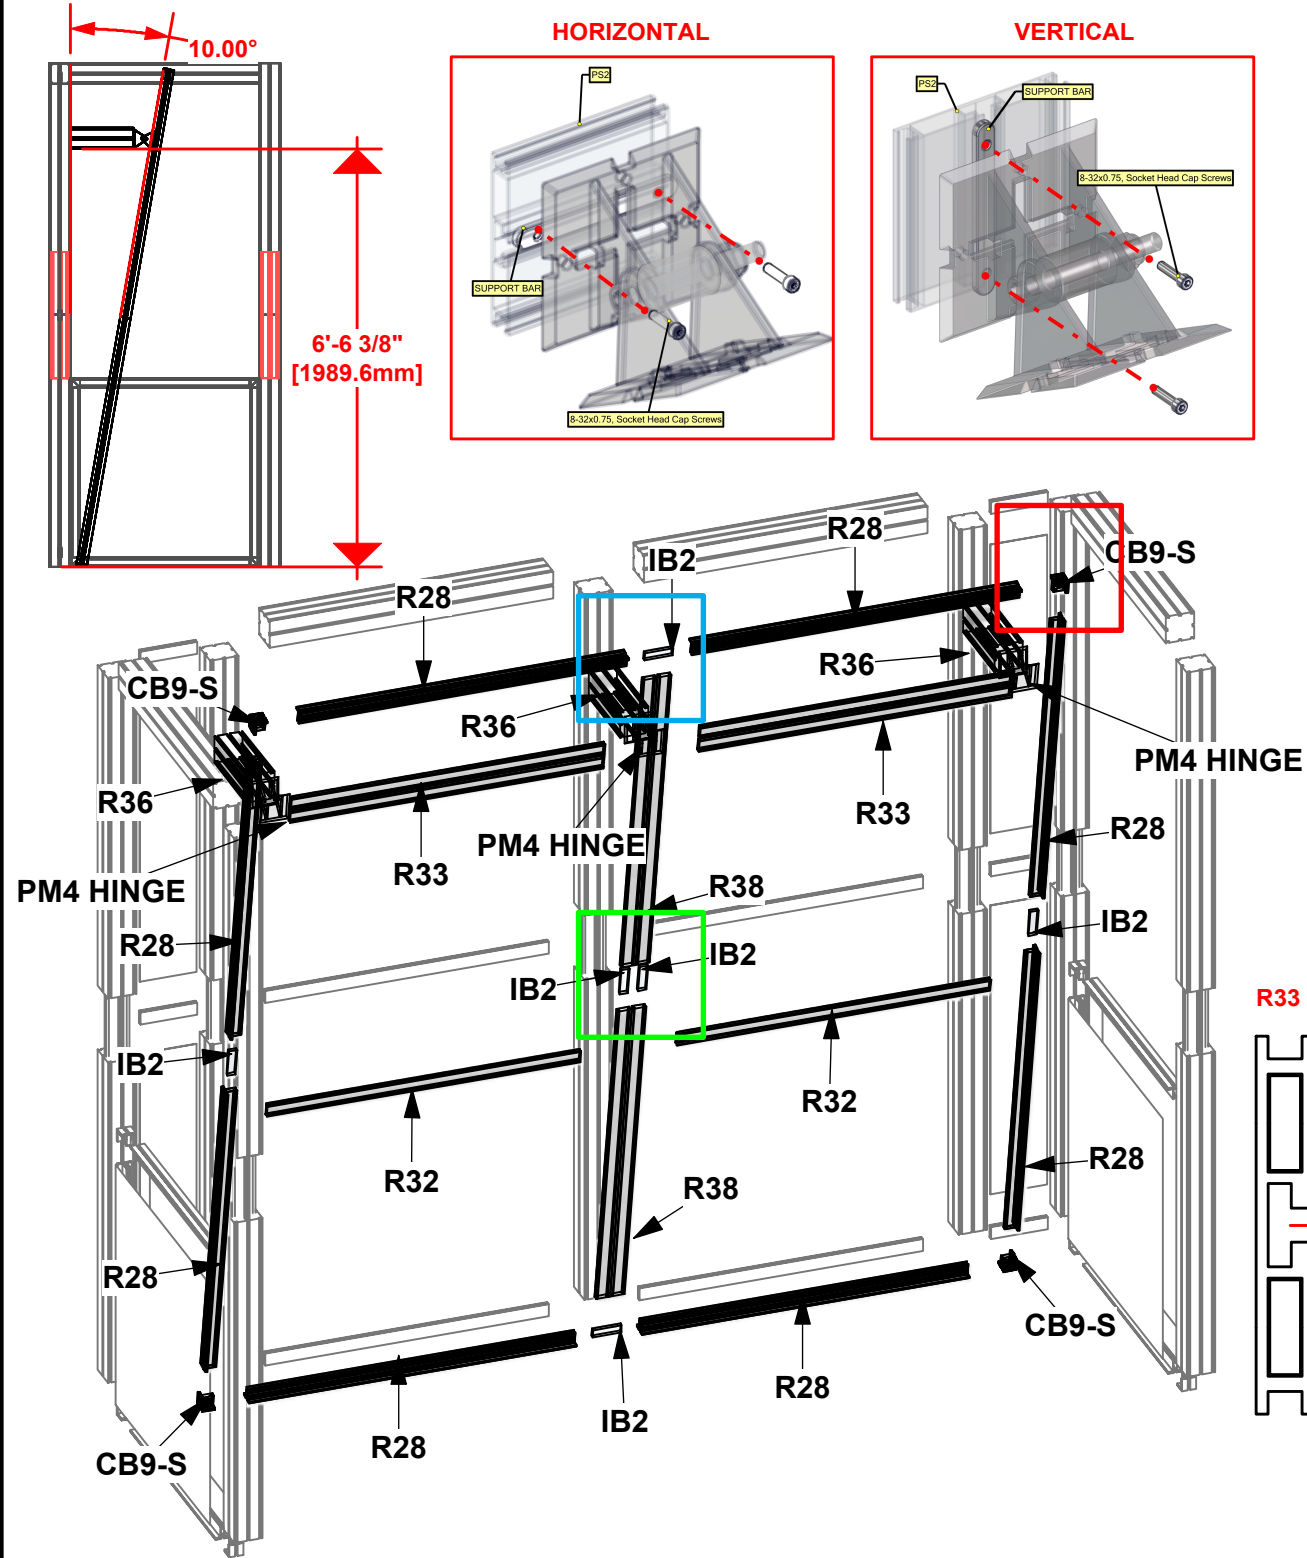 10.00°
HORIZONTAL
VERTICAL
PS2
SUPPORT BAR
8-32x0.75, Socket Head Cap Screws
PS2
SUPPORT BAR
8-32x0.75, Socket Head Cap Screws
6'-6 3/8"
[1989.6mm]
R28
IB2
CB9-S
R28
R36
CB9-S
R36
PM4 HINGE
R36
R33
PM4 HINGE
R33
R28
PM4 HINGE
R38
R28
IB2
IB2
IB2
R33
IB2
R32
R28
R32
R38
R28
CB9-S
R28
IB2
R28
CB9-S